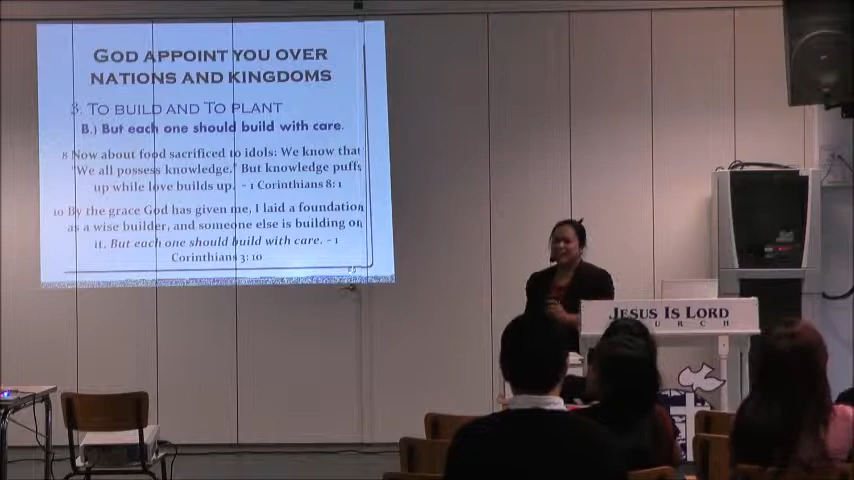 GOD APPOINT YOU OVER
NATIONS AND KINGDOMS
3. TO BUILD AND TO PLANT
B.) But each one should build with care.
8 Now about food sacrificed to idols: We know that
"We all possess knowledge." But knowledge puffs
up while love builds up. - 1 Corinthians 8: 1
10 By the grace God has given me, I laid a foundation
as a wise builder, and someone else is building on
it. But each one should build with care. - 1
Corinthians 3: 10
JESUS IS LORD
CHURCH